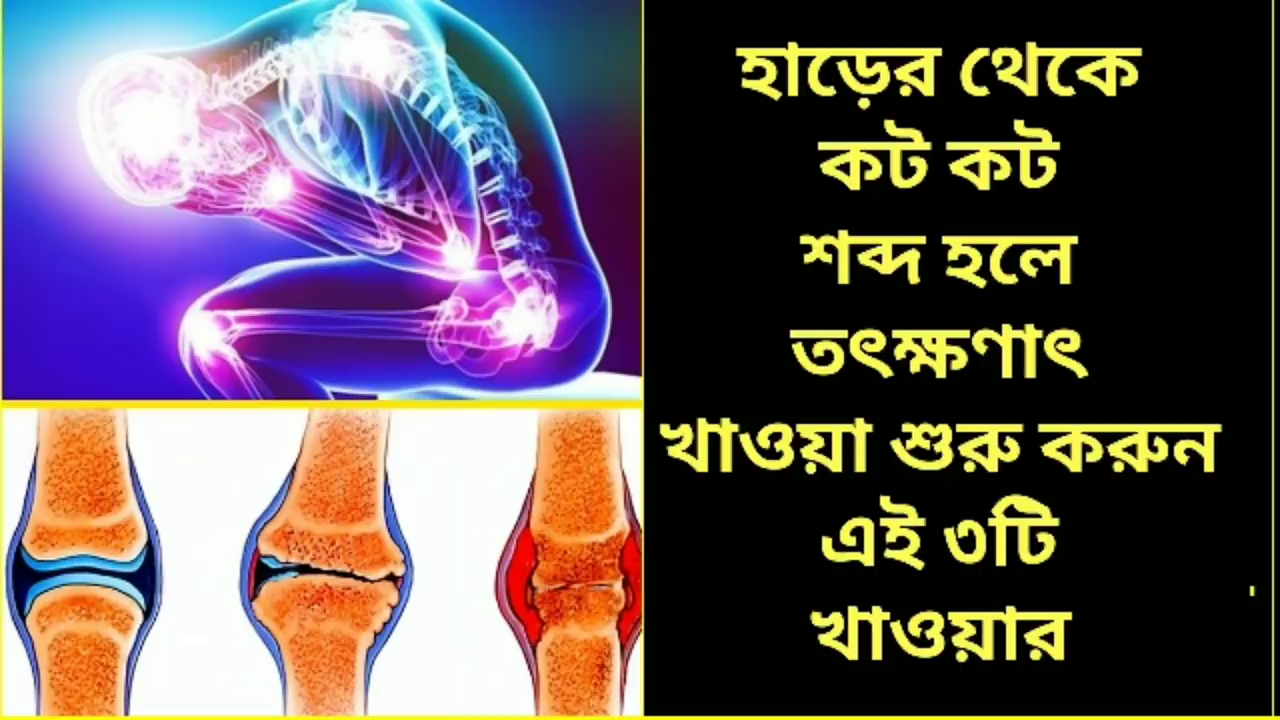 হাড়ের থেকে
কট কট
শব্দ হলে
তৎক্ষণাৎ
খাওয়া শুরু করুন
এই ৩টি
খাওয়ার